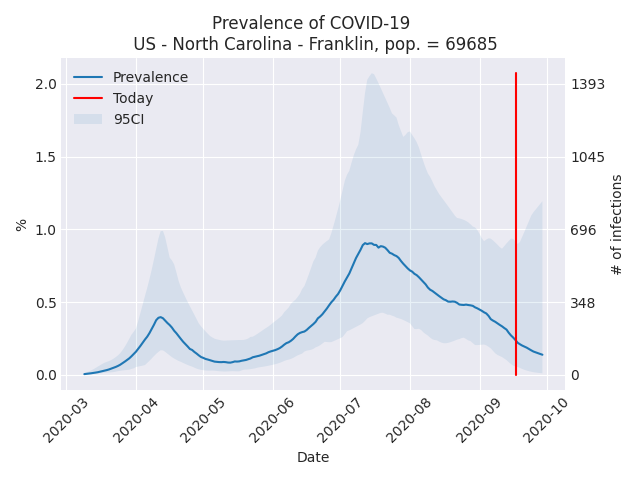 Prevalence of COVID-19
US - North Carolina - Franklin, pop. = 69685
Prevalence
Today
95CI
2.0
1.5
1.0
0.5
0.0
%
1393
1045
696
348
0
# of infections
2020-03
2020-04
2020-05
2020-06
2020-07
2020-08
2020-09
2020-10
Date